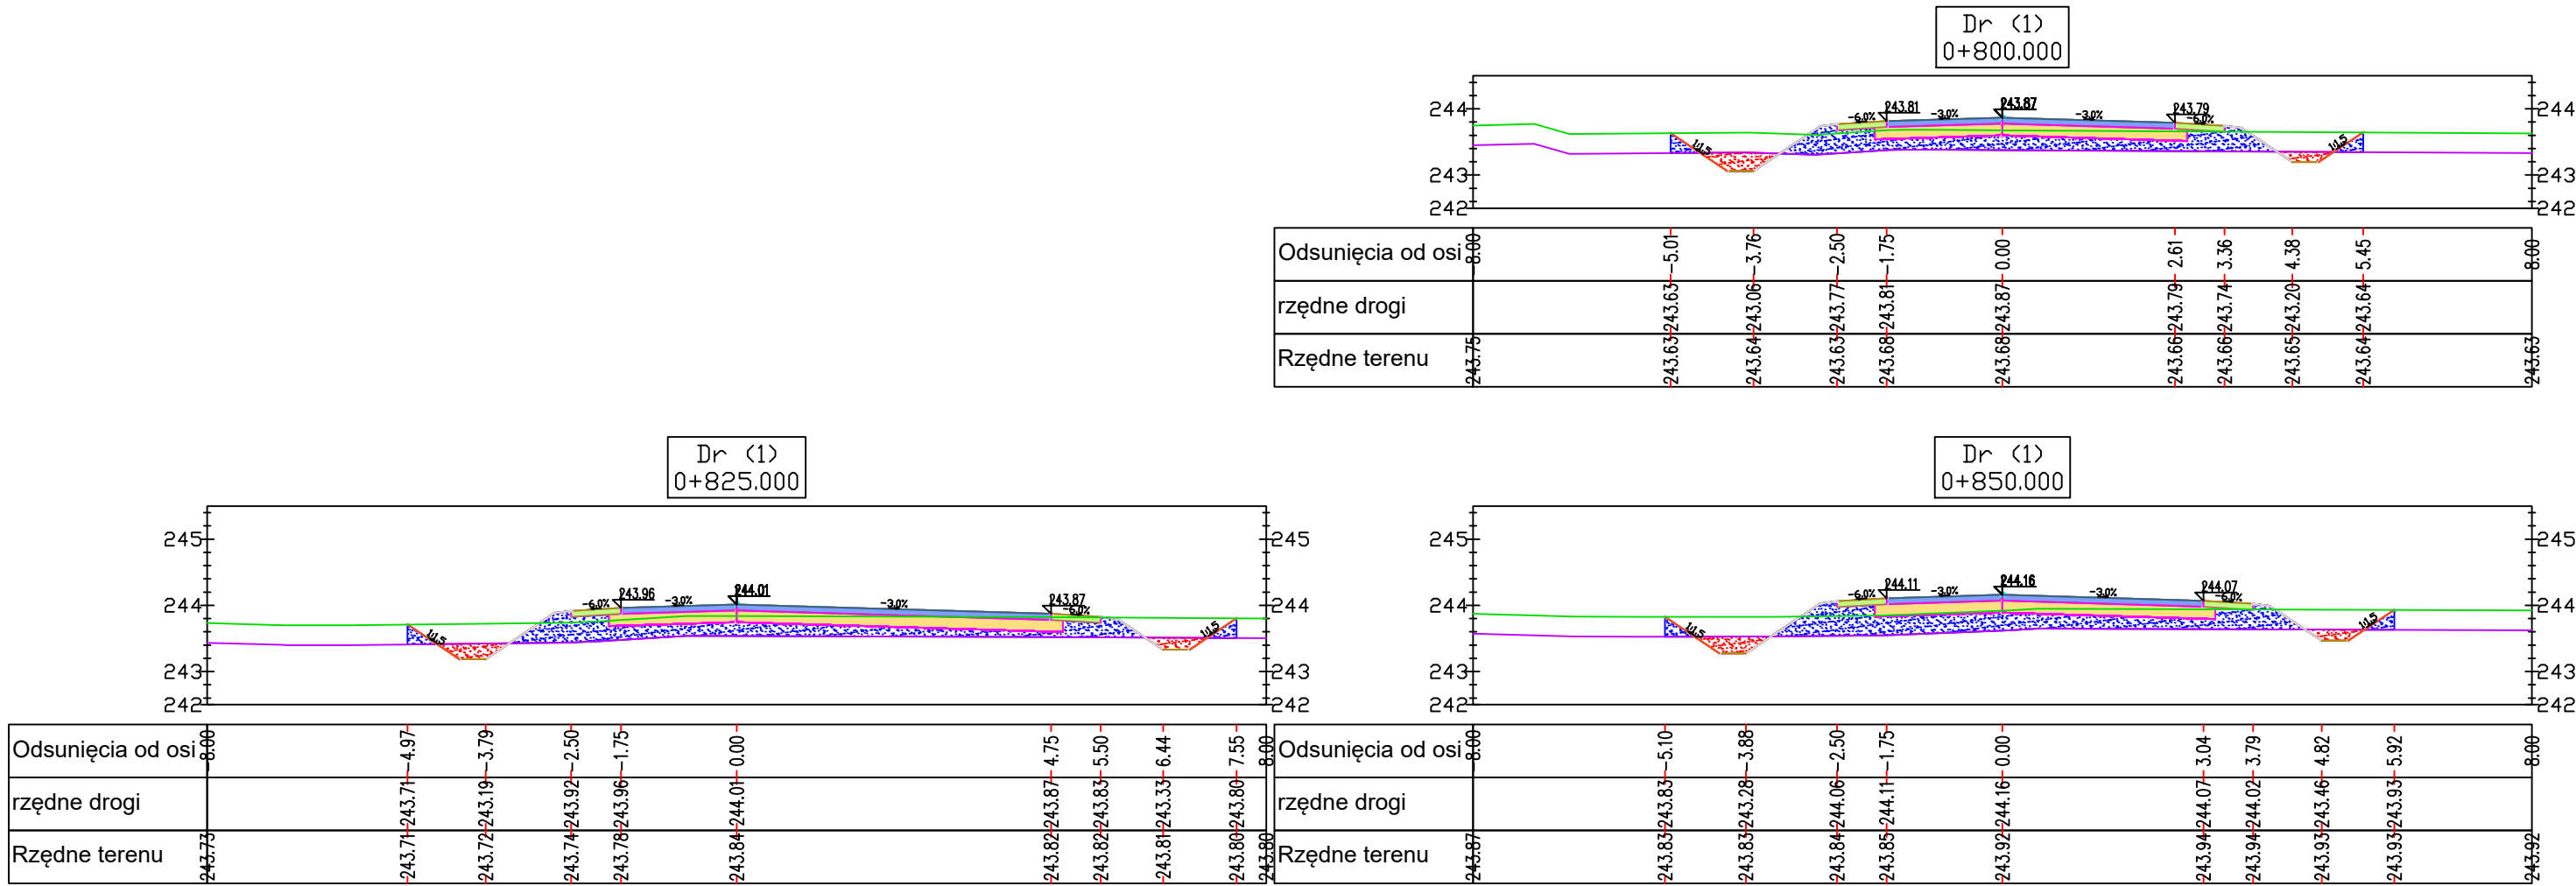 Dr (1)
0+800.000
244 244
243 243
242 242
-6.0% 243.81 -3.0% 243.87 -3.0% 243.79 -6.0%
1:1.5 1:1.5
Odsunięcia od osi -8.00 -5.01 -3.76 -2.50 -1.75 0.00 2.61 3.36 4.38 5.45 8.00
rzędne drogi 243.63 243.06 243.77 243.81 243.87 243.79 243.74 243.20 243.64
Rzędne terenu 243.75 243.63 243.64 243.63 243.68 243.68 243.66 243.66 243.65 243.64 243.63
Dr (1)
0+825.000
245 245
244 244
243 243
242 242
-6.0% 243.96 -3.0% 244.01 -3.0% 243.87 -6.0%
1:1.5 1:1.5
Odsunięcia od osi -8.00 -4.97 -3.79 -2.50 -1.75 0.00 4.75 5.50 6.44 7.55 8.00
rzędne drogi 243.71 243.19 243.92 243.96 244.01 243.87 243.83 243.33 243.80
Rzędne terenu 243.73 243.71 243.72 243.74 243.78 243.84 243.82 243.82 243.81 243.80 243.80
Dr (1)
0+850.000
245 245
244 244
243 243
242 242
-6.0% 244.11 -3.0% 244.16 -3.0% 244.07 -6.0%
1:1.5 1:1.5
Odsunięcia od osi -8.00 -5.10 -3.88 -2.50 -1.75 0.00 3.04 3.79 4.82 5.92 8.00
rzędne drogi 243.83 243.28 244.06 244.11 244.16 244.07 244.02 243.46 243.93
Rzędne terenu 243.87 243.83 243.83 243.84 243.85 243.92 243.94 243.94 243.93 243.93 243.92